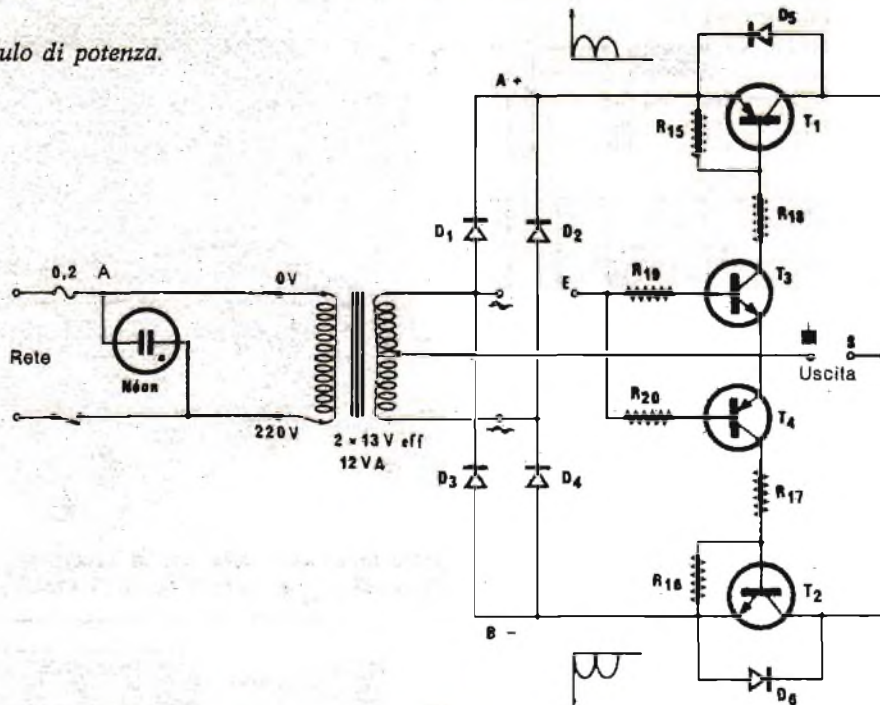 ulo di potenza.
D5
A +
T1
R15
R18
D1
D2
0,2
A
0V
E
R19
T3
Rete
Néon
S
Uscita
R20
T4
220V
2 × 13 V eff
12 VA
D3
D4
R17
R16
T2
B -
D6